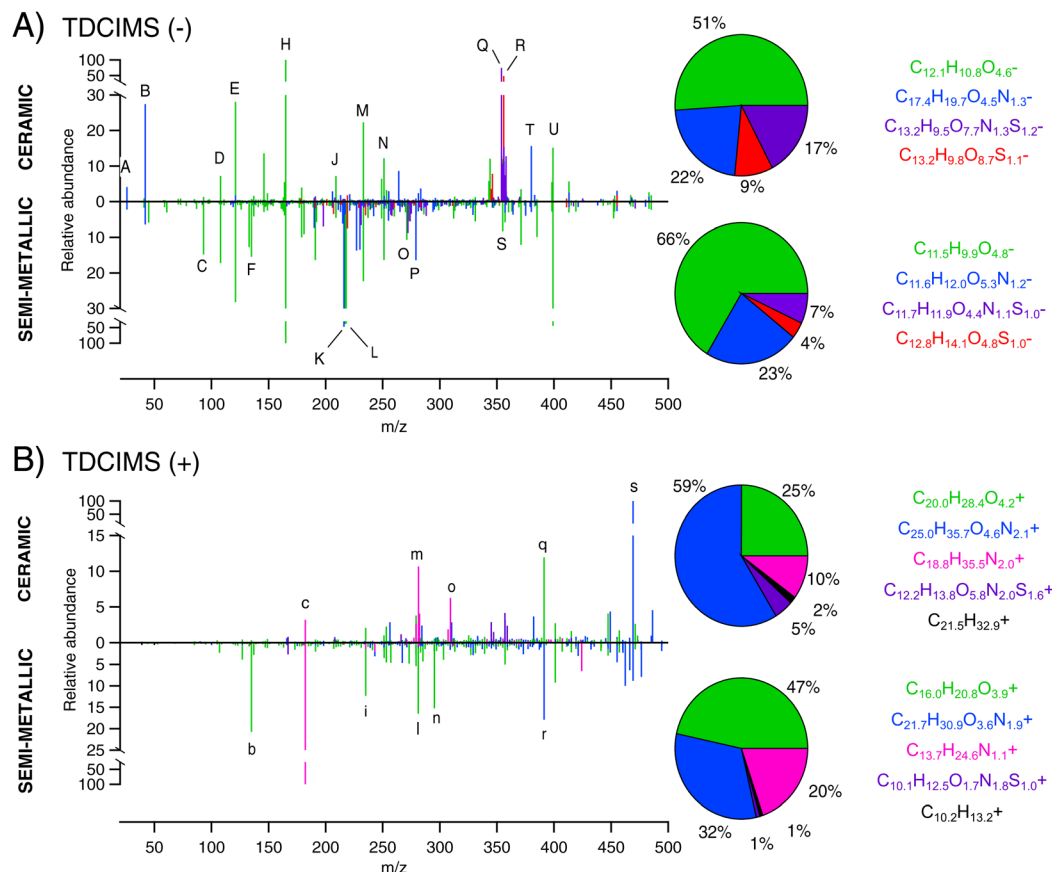 A) TDCIMS (-)
CERAMIC
SEMI-METALLIC
Relative abundance
100
50
30
20
10
0
10
20
30
50
100
A
B
C
D
E
F
H
J
K
L
M
N
O
P
Q
R
S
T
U
50 100 150 200 250 300 350 400 450 500
m/z
51%
22%
9%
17%
C12.1H10.8O4.6-
C17.4H19.7O4.5N1.3-
C13.2H9.5O7.7N1.3S1.2-
C13.2H9.8O8.7S1.1-
66%
23%
4%
7%
C11.5H9.9O4.8-
C11.6H12.0O5.3N1.2-
C11.7H11.9O4.4N1.1S1.0-
C12.8H14.1O4.8S1.0-
B) TDCIMS (+)
CERAMIC
SEMI-METALLIC
Relative abundance
100
50
15
10
5
0
5
10
15
20
25
50
100
b
c
i
l
m
n
o
q
r
s
50 100 150 200 250 300 350 400 450 500
m/z
59%
25%
10%
2%
5%
C20.0H28.4O4.2+
C25.0H35.7O4.6N2.1+
C18.8H35.5N2.0+
C12.2H13.8O5.8N2.0S1.6+
C21.5H32.9+
47%
20%
1%
1%
32%
C16.0H20.8O3.9+
C21.7H30.9O3.6N1.9+
C13.7H24.6N1.1+
C10.1H12.5O1.7N1.8S1.0+
C10.2H13.2+